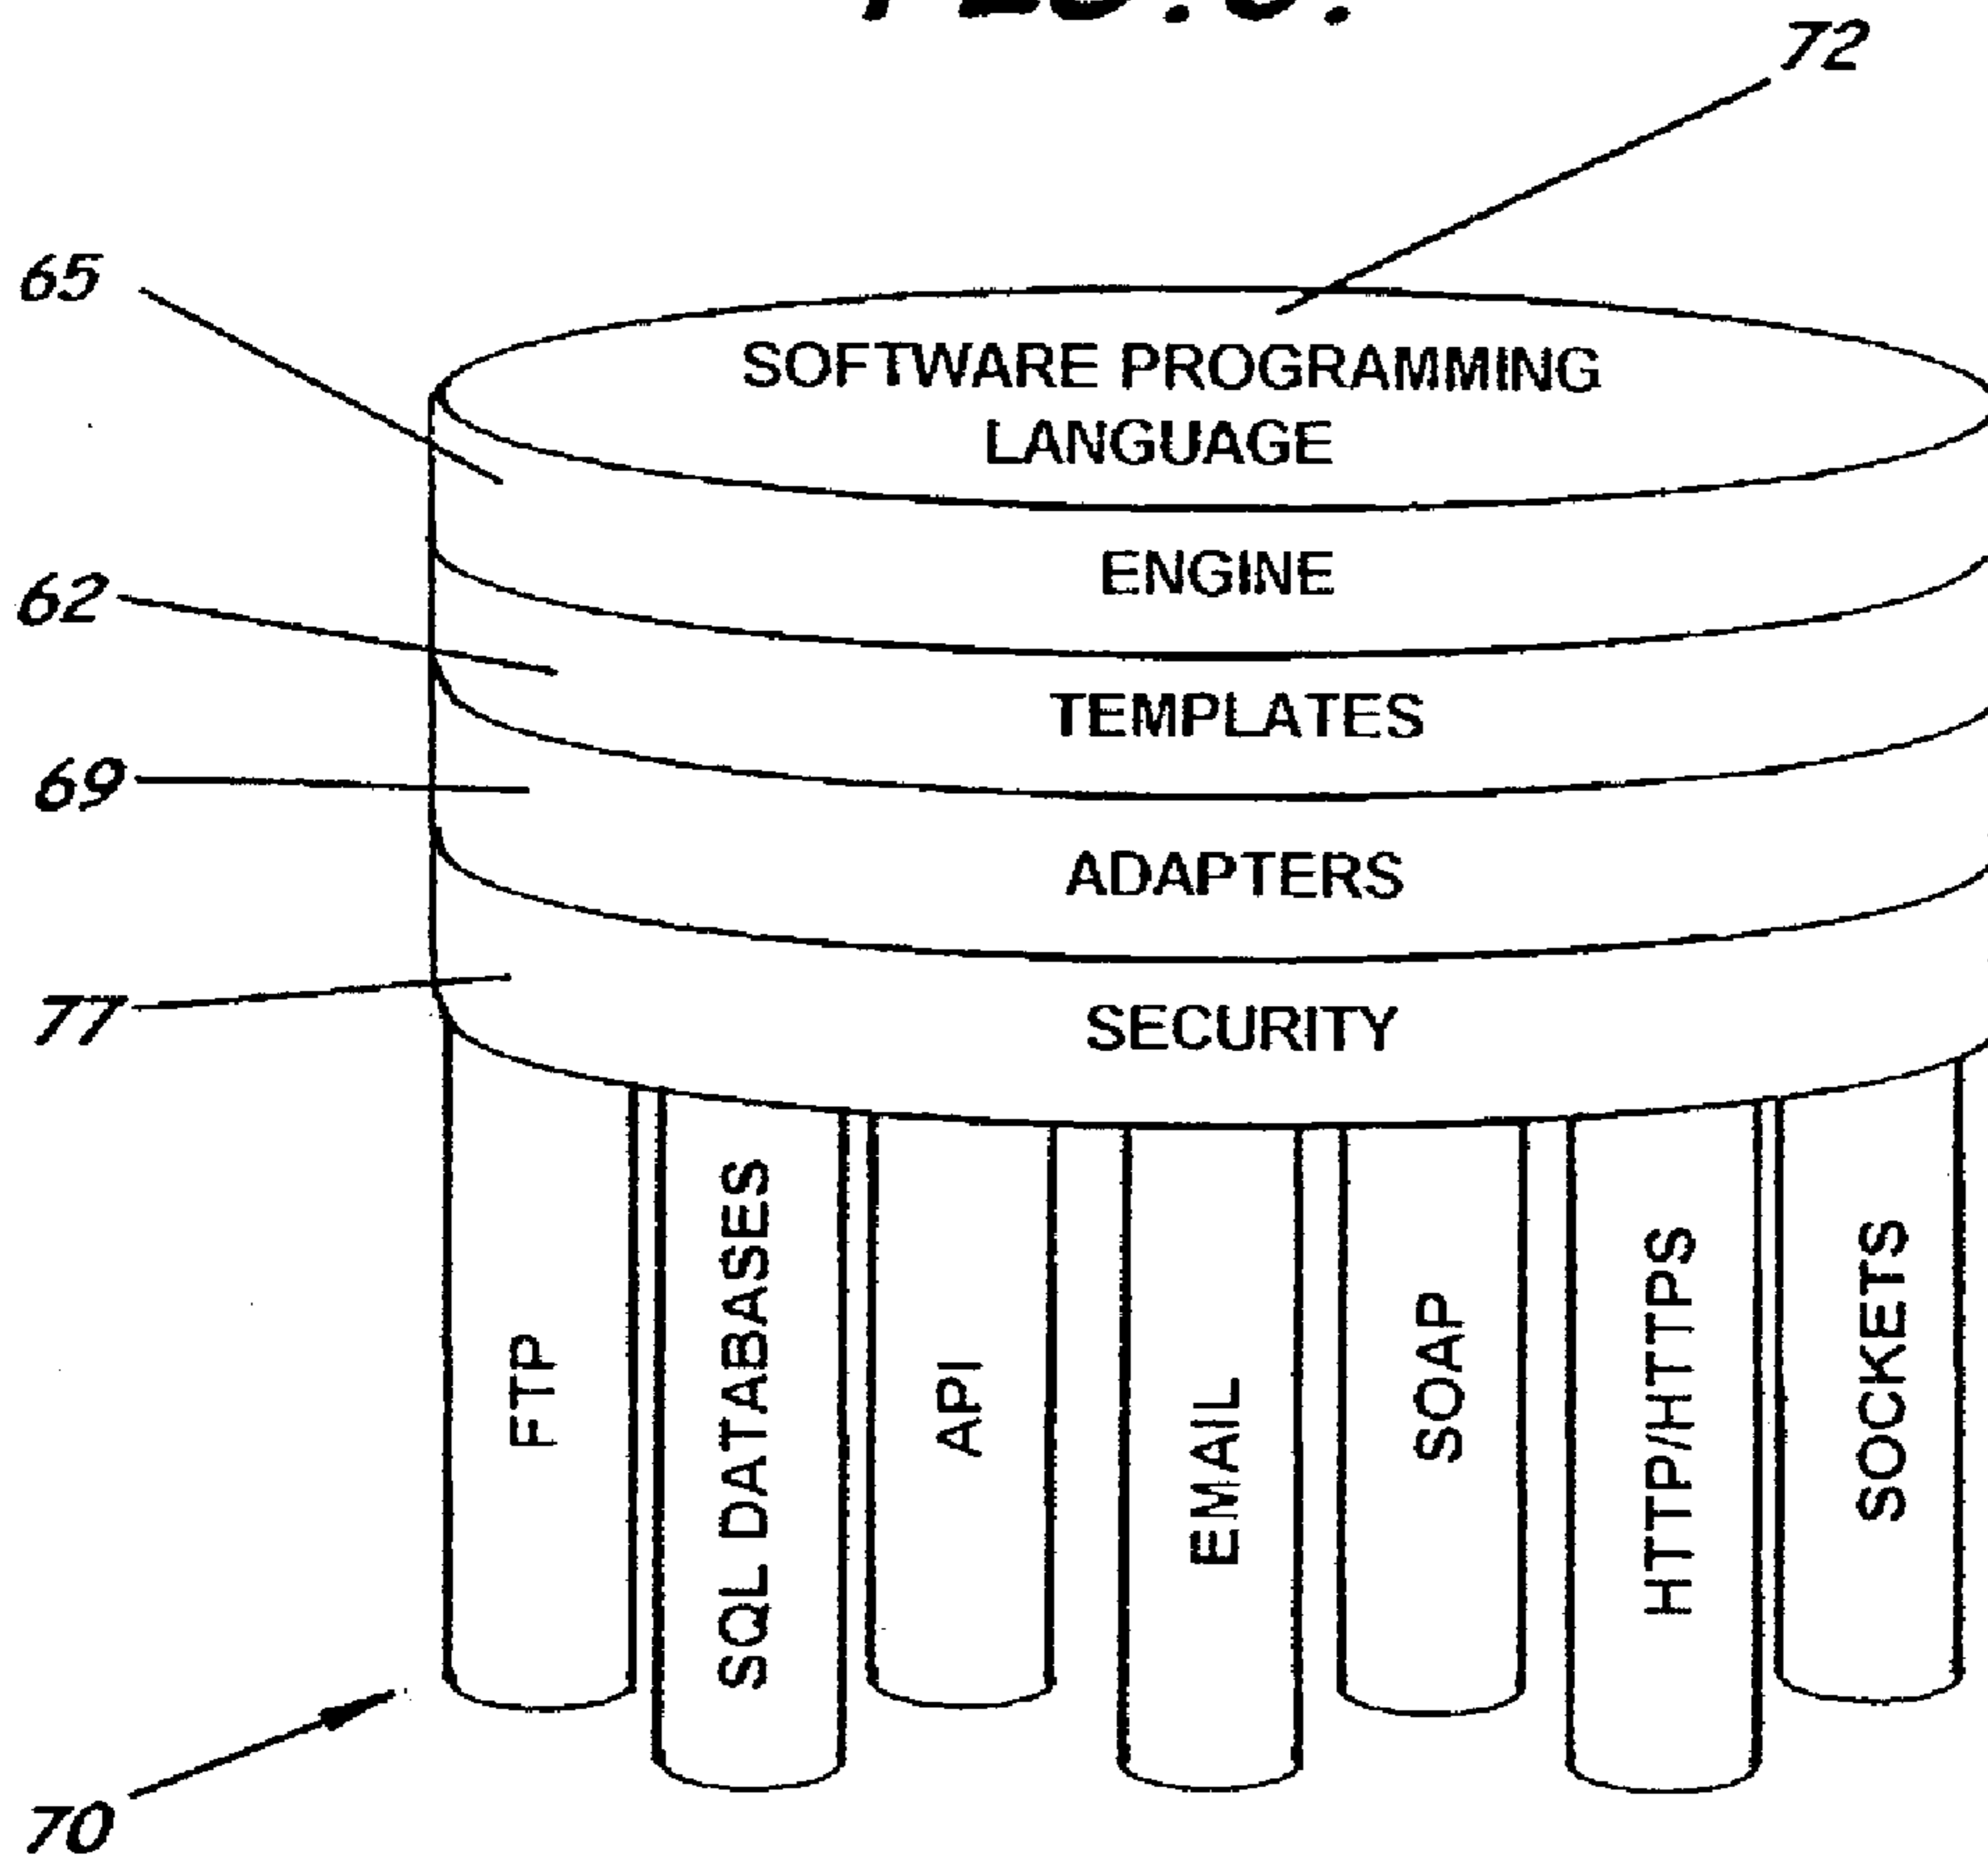 72
65
SOFTWARE PROGRAMMING
LANGUAGE
ENGINE
62
TEMPLATES
69
ADAPTERS
77
SECURITY
FTP
SQL DATABASES
API
EMAIL
SOAP
HTTP/HTTPS
SOCKETS
70